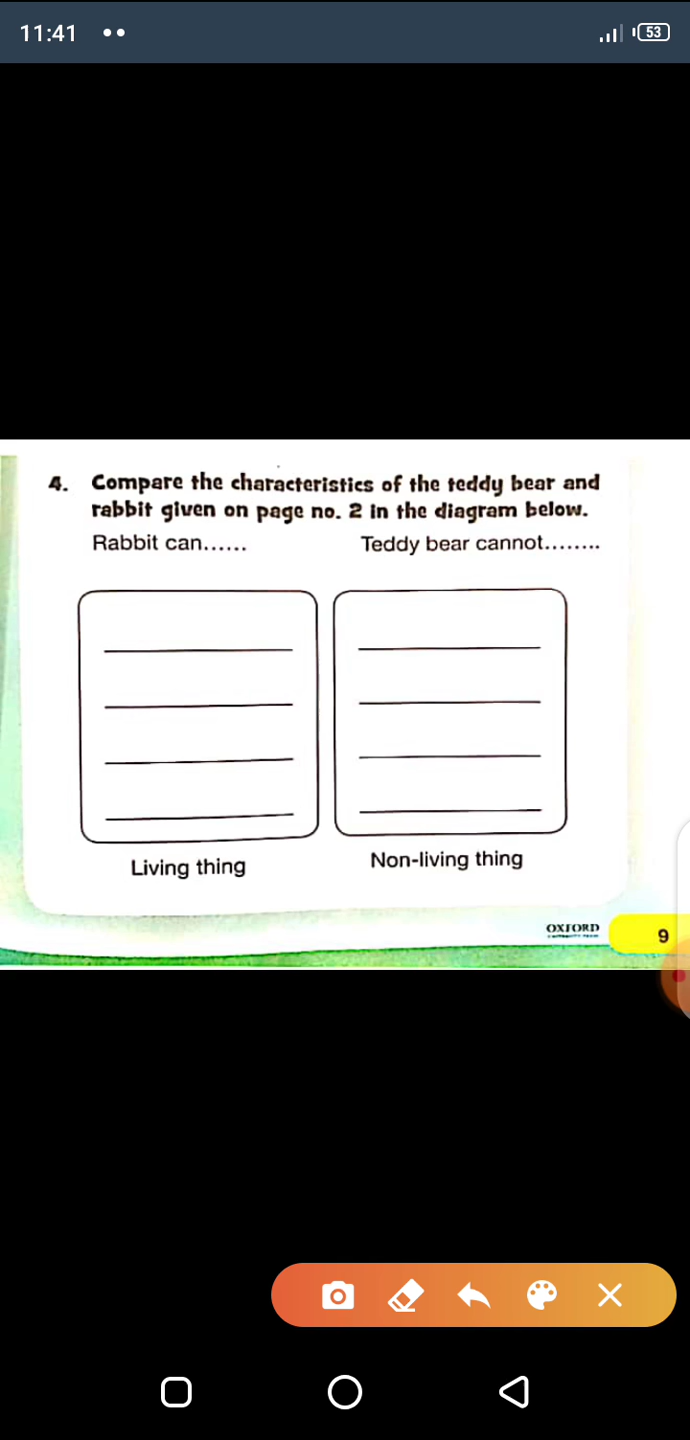 11:41
53
4. Compare the characteristics of the teddy bear and
rabbit given on page no. 2 in the diagram below.
Rabbit can......
Teddy bear cannot........
Living thing
Non-living thing
OXFORD
9